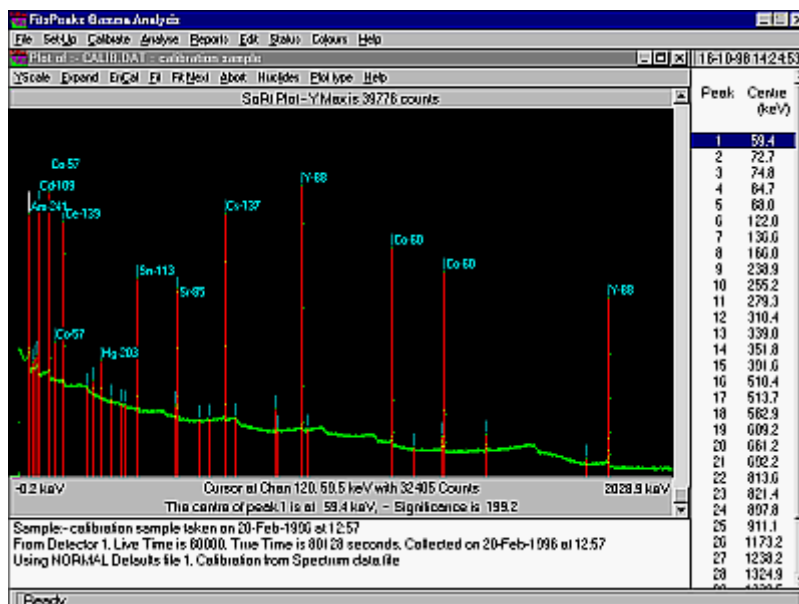 FitzPeaks Gamma Analysis
File Set-Up Calibrate Analyse Reports Edit Status Colours Help
Plot of :- CALIB.DAT :: calibration sample
16-10-96 14:24:53
YScale Expand EnCal Fit Fit Next Abort Nuclides Plot type Help
SqRt Plot - Y Max is 39776 counts
Co-57
Cd-109
Am-241
Ce-139
Co-57
Hg-203
Sn-113
Sr-85
Cs-137
Y-88
Co-60
Co-60
Y-88
-0.2 keV
Cursor at Chan 120, 59.5 keV with 32405 Counts
2028.9 keV
The centre of peak 1 is at 59.4 keV, - Significance is 199.2
Peak Centre
(keV)
1 59.4
2 72.7
3 74.8
4 84.7
5 88.0
6 122.0
7 136.6
8 166.0
9 238.9
10 255.2
11 279.3
12 310.4
13 339.0
14 351.8
15 391.6
16 510.4
17 513.7
18 582.9
19 609.2
20 661.2
21 692.2
22 813.6
23 821.4
24 897.8
25 911.1
26 1173.2
27 1238.2
28 1324.9
Sample:- calibration sample taken on 20-Feb-1996 at 12:57
From Detector 1. Live Time is 80000, True Time is 80128 seconds. Collected on 20-Feb-1996 at 12:57
Using NORMAL Defaults file 1. Calibration from Spectrum data file
Ready